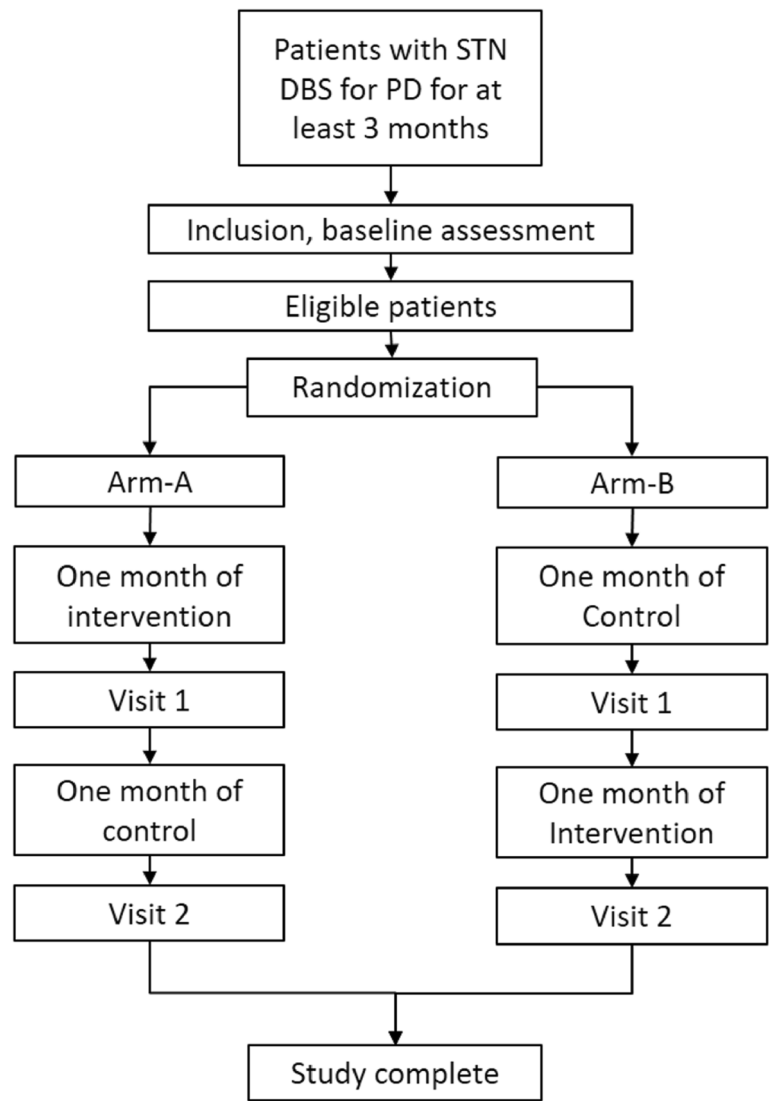 Patients with STN
DBS for PD for at
least 3 months
Inclusion, baseline assessment
Eligible patients
Randomization
Arm-A
One month of
intervention
Visit 1
One month of
control
Visit 2
Arm-B
One month of
Control
Visit 1
One month of
Intervention
Visit 2
Study complete